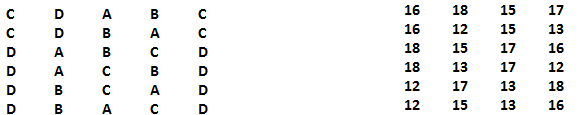 C D A B C 16 18 15 17
C D B A C 16 12 15 13
D A B C D 18 15 17 16
D A C B D 18 13 17 12
D B C A D 12 17 13 18
D B A C D 12 15 13 16